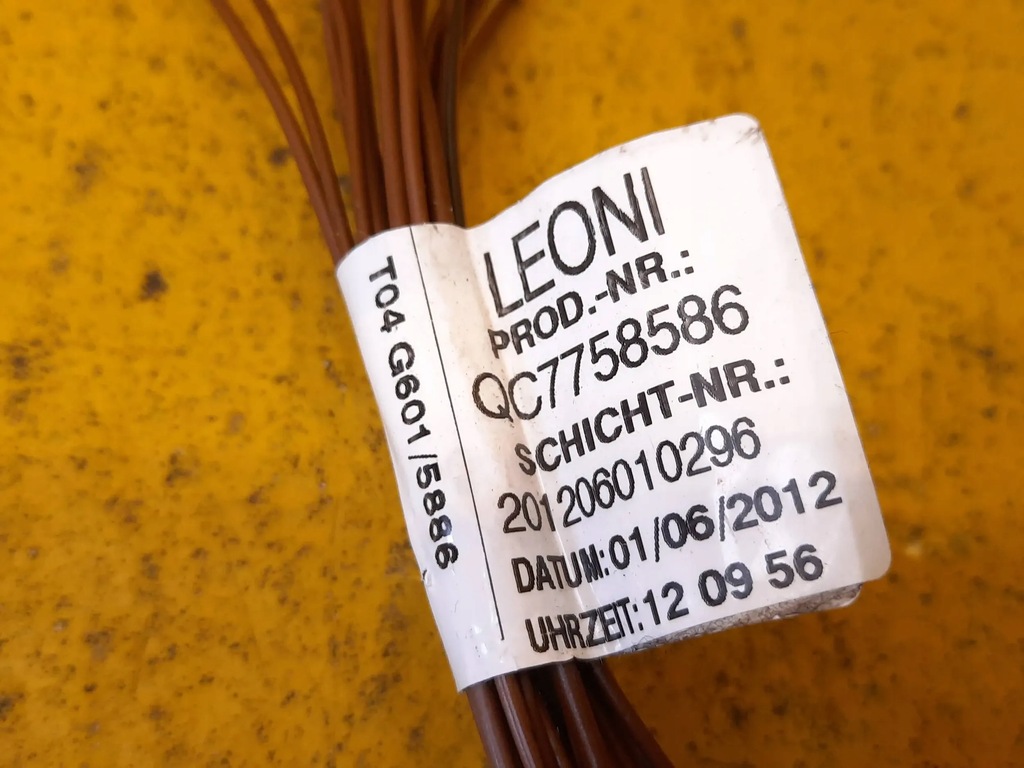 T04 G601/5886
LEONI
PROD.-NR.:
QC7758586
SCHICHT-NR.:
201206010296
DATUM:01/06/2012
UHRZEIT:12 09 56